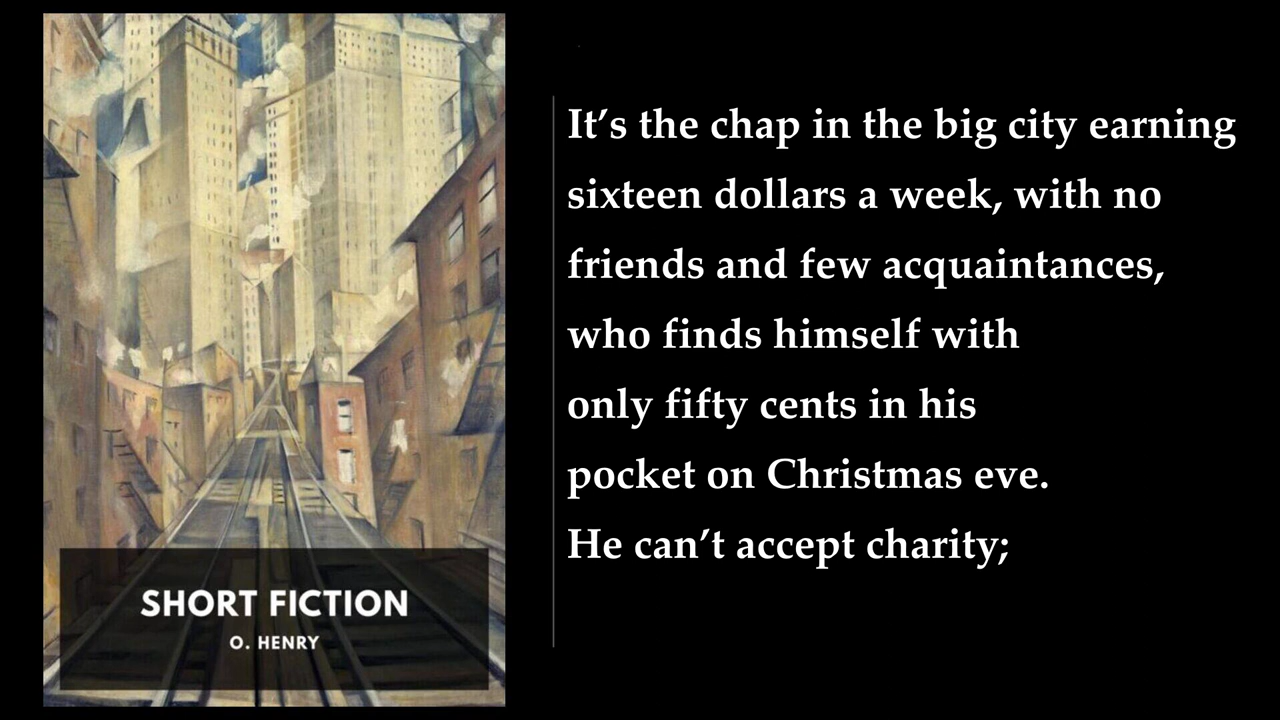 It’s the chap in the big city earning
sixteen dollars a week, with no
friends and few acquaintances,
who finds himself with
only fifty cents in his
pocket on Christmas eve.
He can’t accept charity;
SHORT FICTION
O. HENRY